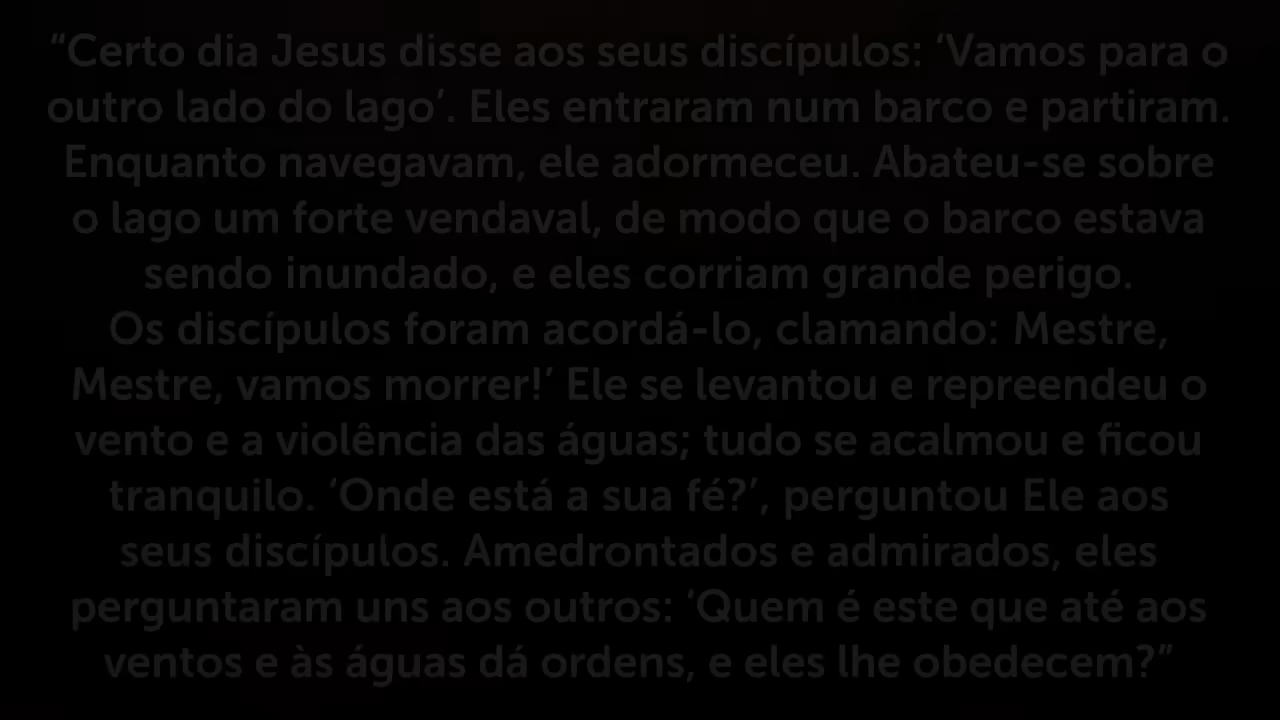 “Certo dia Jesus disse aos seus discípulos: ‘Vamos para o
outro lado do lago’. Eles entraram num barco e partiram.
Enquanto navegavam, ele adormeceu. Abateu-se sobre
o lago um forte vendaval, de modo que o barco estava
sendo inundado, e eles corriam grande perigo.
Os discípulos foram acordá-lo, clamando: Mestre,
Mestre, vamos morrer!’ Ele se levantou e repreendeu o
vento e a violência das águas; tudo se acalmou e ficou
tranquilo. ‘Onde está a sua fé?’, perguntou Ele aos
seus discípulos. Amedrontados e admirados, eles
perguntaram uns aos outros: ‘Quem é este que até aos
ventos e às águas dá ordens, e eles lhe obedecem?”